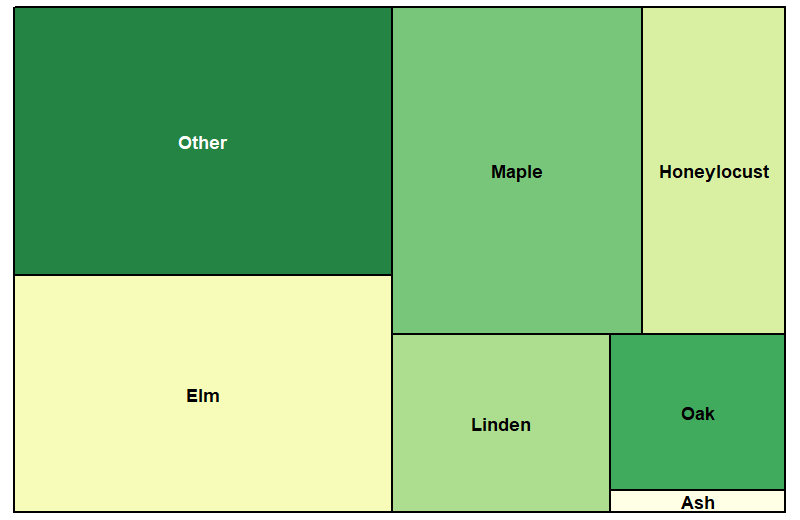 Other
Maple
Honeylocust
Elm
Linden
Oak
Ash